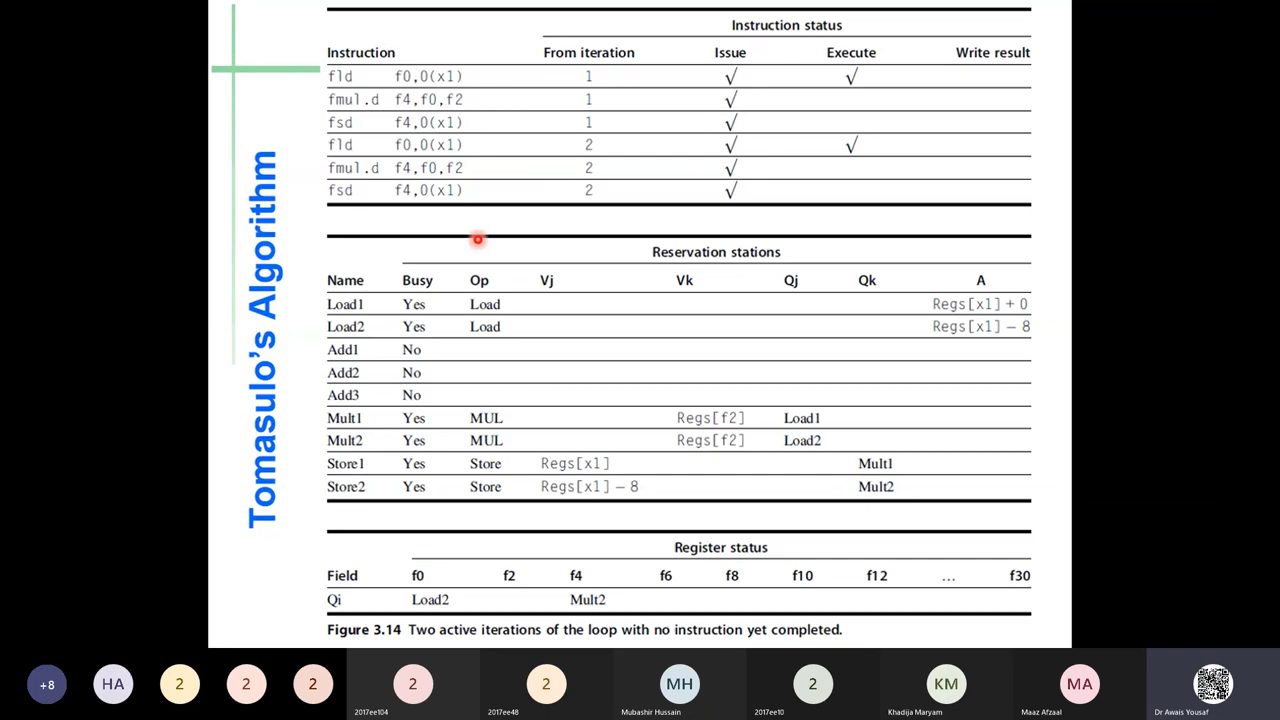 Tomasulo's Algorithm
Instruction status
Instruction From iteration Issue Execute Write result
fld f0,0(x1) 1 √ √
fmul.d f4,f0,f2 1 √
fsd f4,0(x1) 1 √
fld f0,0(x1) 2 √ √
fmul.d f4,f0,f2 2 √
fsd f4,0(x1) 2 √
Reservation stations
Name Busy Op Vj Vk Qj Qk A
Load1 Yes Load Regs[x1] + 0
Load2 Yes Load Regs[x1] − 8
Add1 No
Add2 No
Add3 No
Mult1 Yes MUL Regs[f2] Load1
Mult2 Yes MUL Regs[f2] Load2
Store1 Yes Store Regs[x1] Mult1
Store2 Yes Store Regs[x1] − 8 Mult2
Register status
Field f0 f2 f4 f6 f8 f10 f12 … f30
Qi Load2 Mult2
Figure 3.14 Two active iterations of the loop with no instruction yet completed.
+8 HA 2 2 2 2 2 MH 2 KM MA
2017ee104 2017ee48 Mubashir Hussain 2017ee10 Khadija Maryam Maaz Afzaal Dr Awais Yousaf